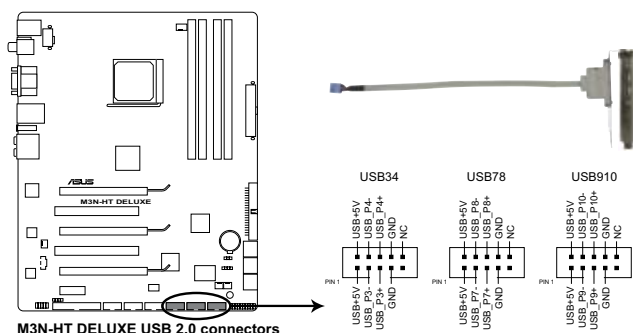 USB34 USB78 USB910
USB+5V
USB_P4-
USB_P4+
GND
NC
USB+5V
USB_P8-
USB_P8+
GND
NC
USB+5V
USB_P10-
USB_P10+
GND
NC
PIN 1
USB+5V
USB_P3-
USB_P3+
GND
PIN 1
USB+5V
USB_P7-
USB_P7+
GND
PIN 1
USB+5V
USB_P9-
USB_P9+
GND
ASUS
M3N-HT DELUXE
M3N-HT DELUXE USB 2.0 connectors